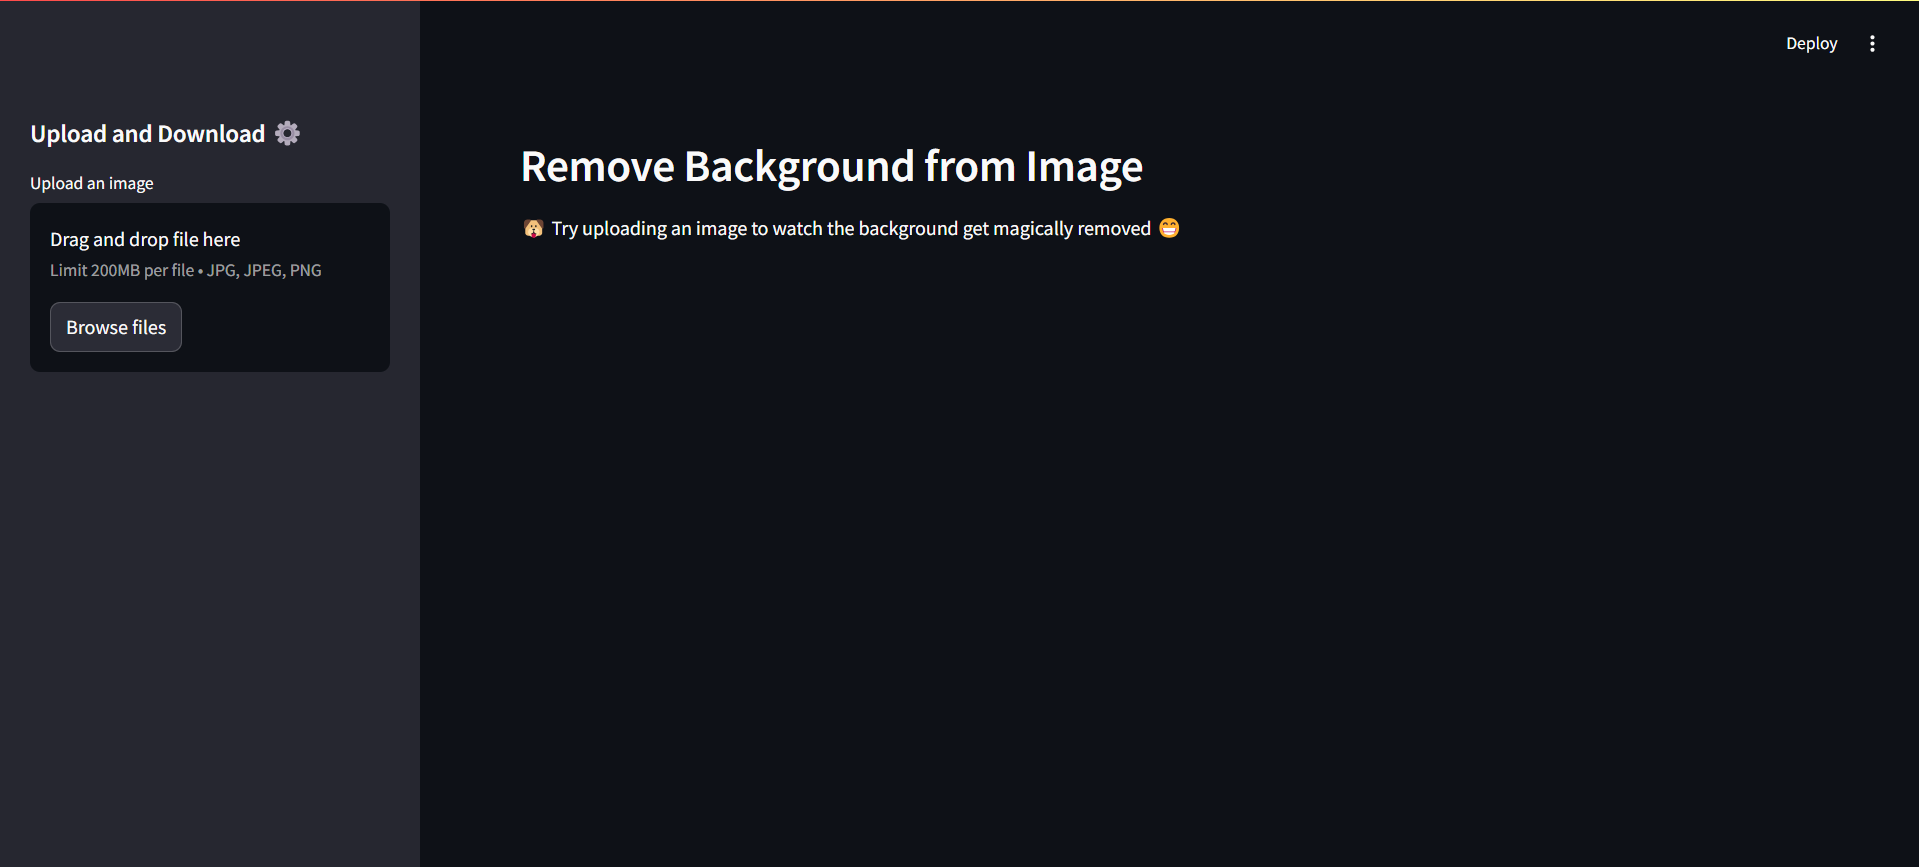 Deploy
Upload and Download ⚙️
Upload an image
Drag and drop file here
Limit 200MB per file • JPG, JPEG, PNG
Browse files
Remove Background from Image
🐶 Try uploading an image to watch the background get magically removed 😁